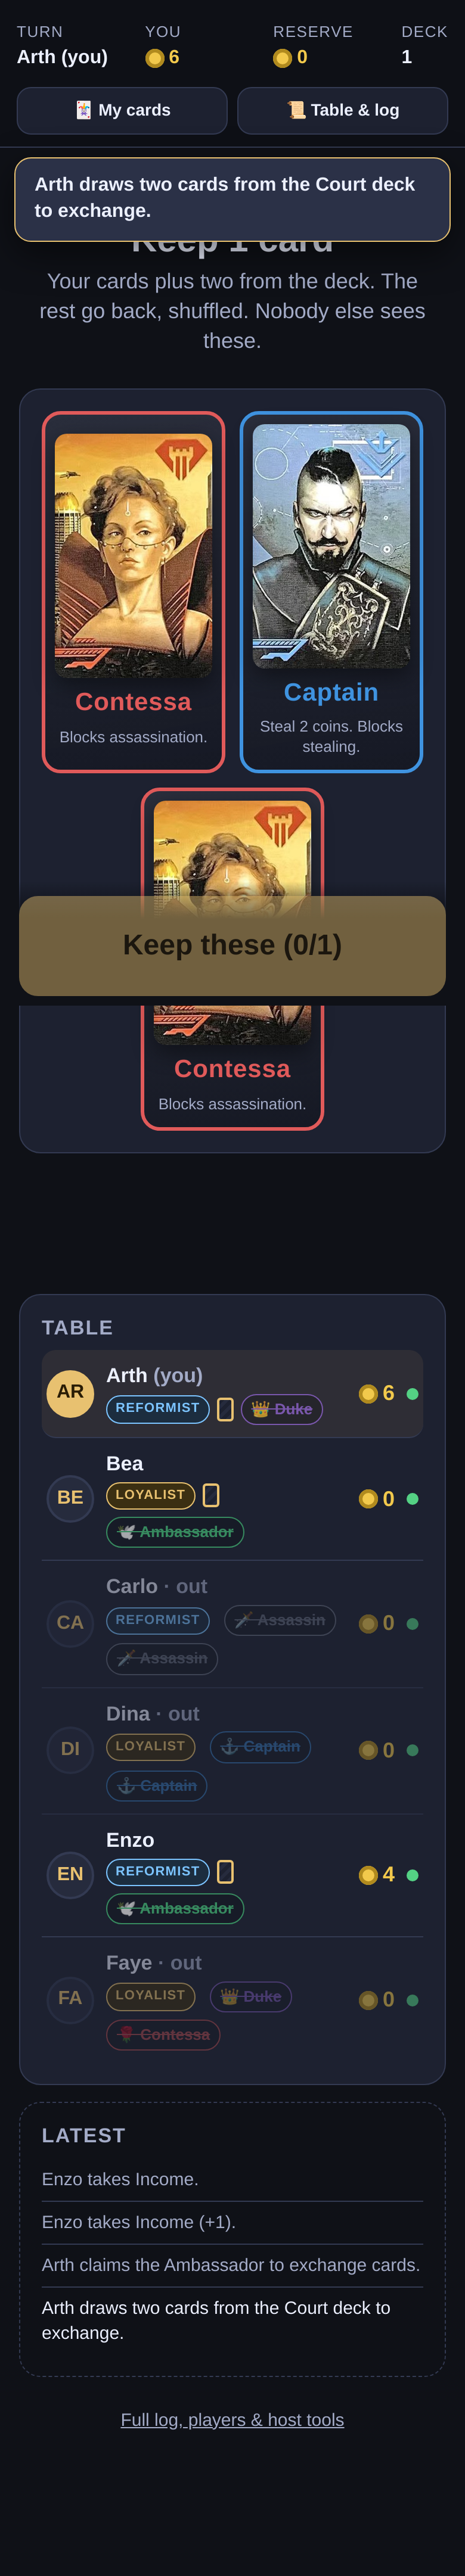 TURN
YOU
RESERVE
DECK
Arth (you)
6
0
1
🃏 My cards
📜 Table & log
Arth draws two cards from the Court deck
to exchange.
Keep 1 card
Your cards plus two from the deck. The
rest go back, shuffled. Nobody else sees
these.
Contessa
Blocks assassination.
Captain
Steal 2 coins. Blocks
stealing.
Keep these (0/1)
Contessa
Blocks assassination.
TABLE
AR
Arth (you)
REFORMIST
Duke
6
BE
Bea
LOYALIST
Ambassador
0
CA
Carlo · out
REFORMIST
Assassin
Assassin
0
DI
Dina · out
LOYALIST
Captain
Captain
0
EN
Enzo
REFORMIST
Ambassador
4
FA
Faye · out
LOYALIST
Duke
Contessa
0
LATEST
Enzo takes Income.
Enzo takes Income (+1).
Arth claims the Ambassador to exchange cards.
Arth draws two cards from the Court deck to
exchange.
Full log, players & host tools